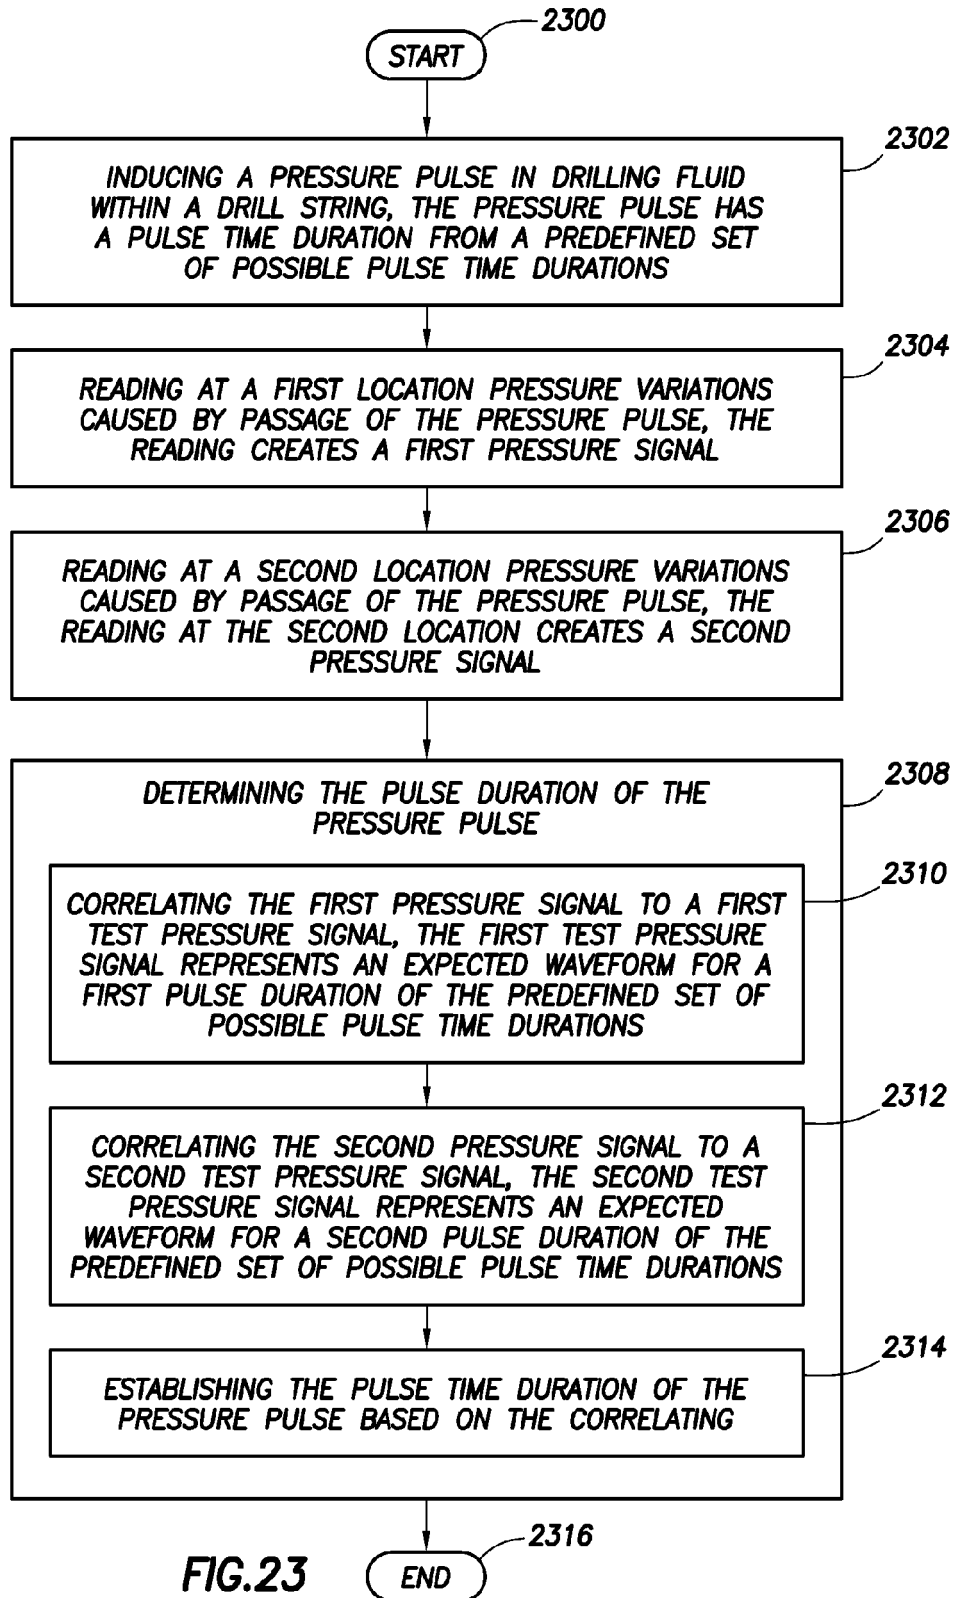 2300
START
2302
INDUCING A PRESSURE PULSE IN DRILLING FLUID
WITHIN A DRILL STRING, THE PRESSURE PULSE HAS
A PULSE TIME DURATION FROM A PREDEFINED SET
OF POSSIBLE PULSE TIME DURATIONS
2304
READING AT A FIRST LOCATION PRESSURE VARIATIONS
CAUSED BY PASSAGE OF THE PRESSURE PULSE, THE
READING CREATES A FIRST PRESSURE SIGNAL
2306
READING AT A SECOND LOCATION PRESSURE VARIATIONS
CAUSED BY PASSAGE OF THE PRESSURE PULSE, THE
READING AT THE SECOND LOCATION CREATES A SECOND
PRESSURE SIGNAL
2308
DETERMINING THE PULSE DURATION OF THE
PRESSURE PULSE
2310
CORRELATING THE FIRST PRESSURE SIGNAL TO A FIRST
TEST PRESSURE SIGNAL, THE FIRST TEST PRESSURE
SIGNAL REPRESENTS AN EXPECTED WAVEFORM FOR A
FIRST PULSE DURATION OF THE PREDEFINED SET OF
POSSIBLE PULSE TIME DURATIONS
2312
CORRELATING THE SECOND PRESSURE SIGNAL TO A
SECOND TEST PRESSURE SIGNAL, THE SECOND TEST
PRESSURE SIGNAL REPRESENTS AN EXPECTED
WAVEFORM FOR A SECOND PULSE DURATION OF THE
PREDEFINED SET OF POSSIBLE PULSE TIME DURATIONS
2314
ESTABLISHING THE PULSE TIME DURATION OF THE
PRESSURE PULSE BASED ON THE CORRELATING
2316
END
FIG.23